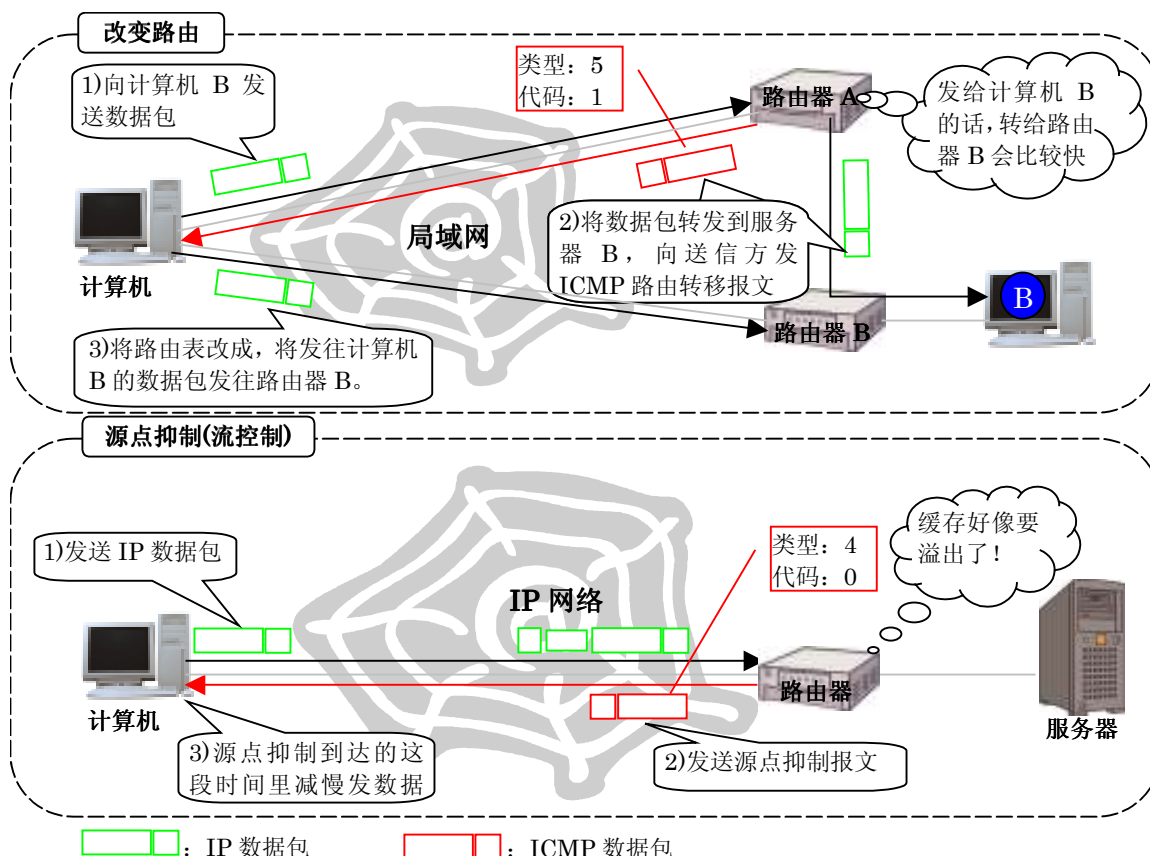 改变路由
1)向计算机 B 发
送数据包
类型：5
代码：1
路由器 A
发给计算机 B
的话，转给路由
器 B 会比较快
局域网
2)将数据包转发到服务
器 B，向送信方发
ICMP 路由转移报文
计算机
B
路由器 B
3)将路由表改成，将发往计算机
B 的数据包发往路由器 B。
源点抑制(流控制)
1)发送 IP 数据包
类型：4
代码：0
缓存好像要
溢出了！
IP 网络
计算机
路由器
服务器
3)源点抑制到达的这
段时间里减慢发数据
2)发送源点抑制报文
：IP 数据包
：ICMP 数据包